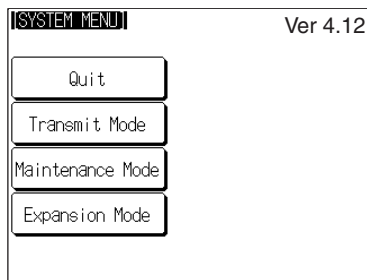 [SYSTEM MENU]
Ver 4.12
Quit
Transmit Mode
Maintenance Mode
Expansion Mode